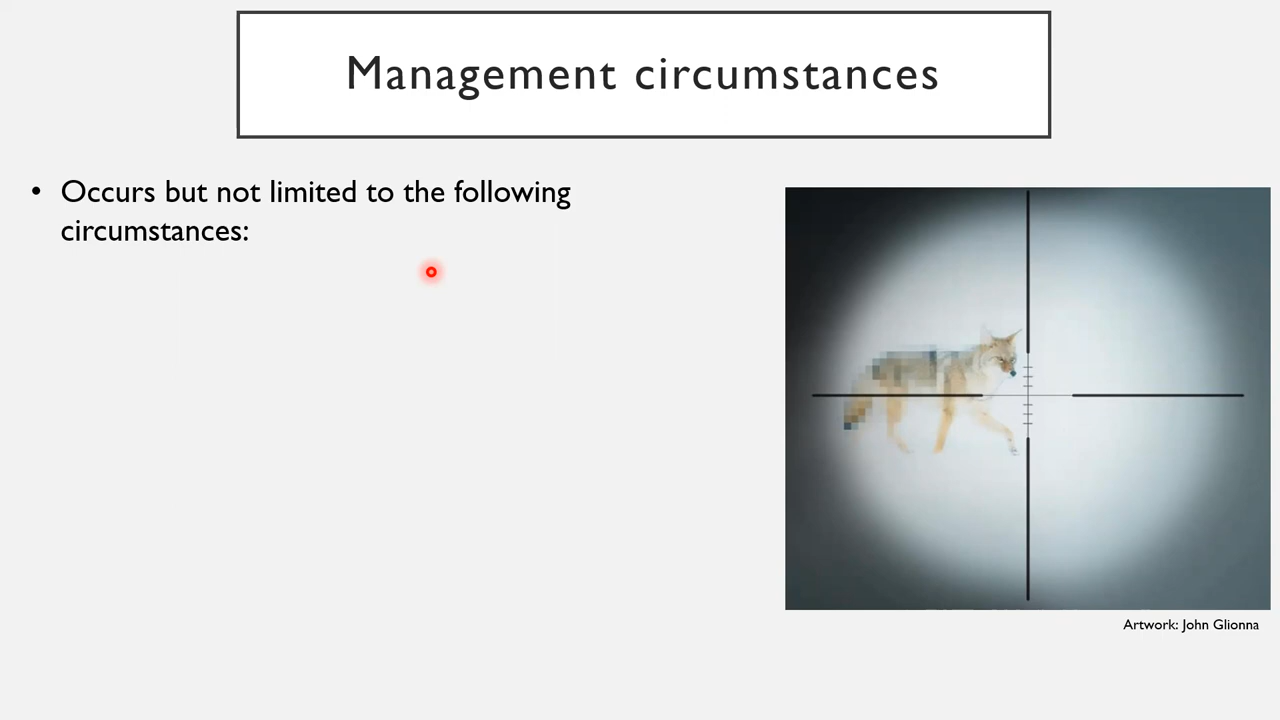 Management circumstances
• Occurs but not limited to the following
circumstances:
Artwork: John Glionna